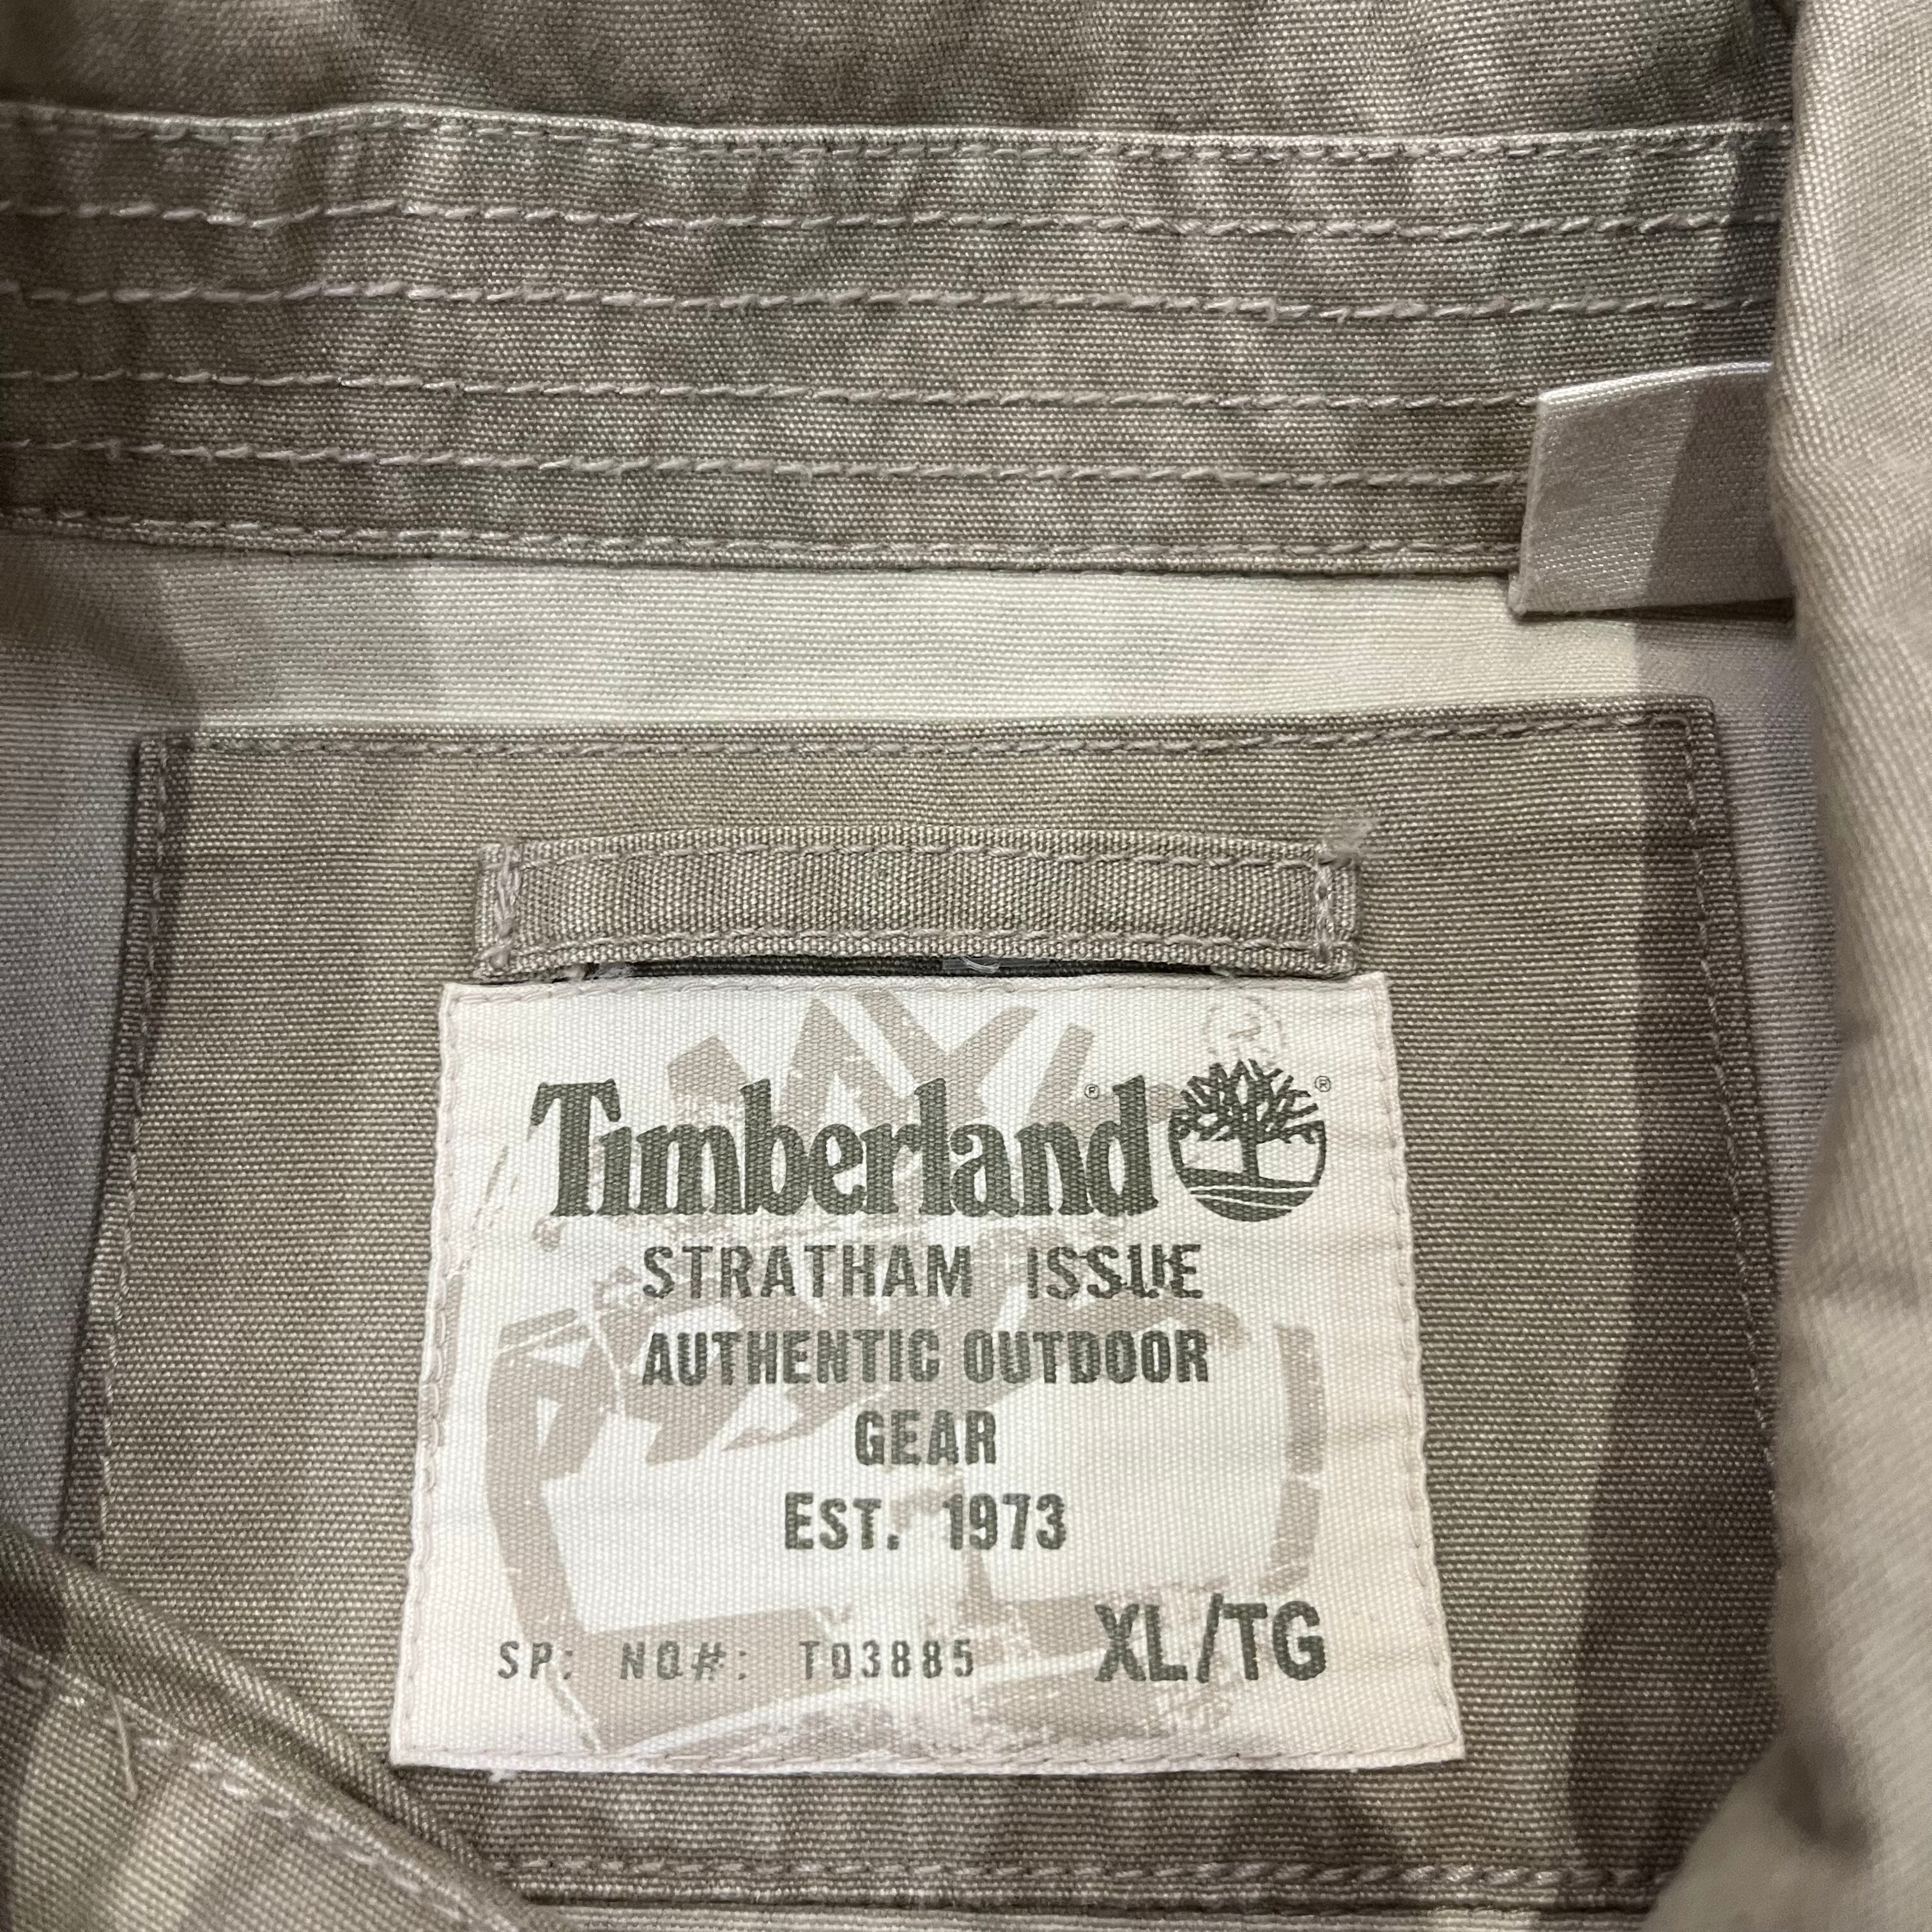 Timberland
STRATHAM ISSUE
AUTHENTIC OUTDOOR
GEAR
EST. 1973
SP: NO#: T03885 XL/TG